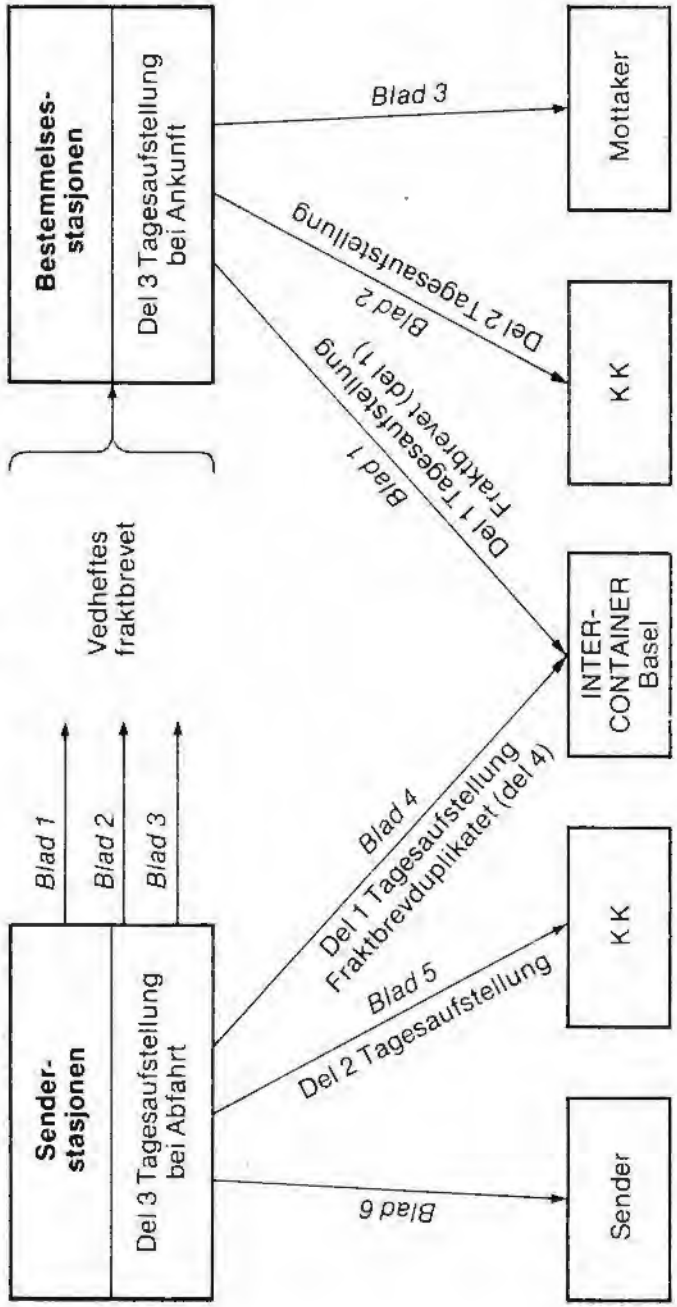 Sender-
stasjonen
Del 3 Tagesaufstellung
bei Abfahrt
Blad 1
Blad 2
Blad 3
Vedheftes
fraktbrevet
Bestemmelses-
stasjonen
Del 3 Tagesaufstellung
bei Ankunft
Blad 6
Blad 5
Del 2 Tagesaufstellung
Blad 4
Del 1 Tagesaufstellung
Fraktbrevduplikatet (del 4)
Blad 1
Del 1 Tagesaufstellung
Fraktbrevet (del 1)
Blad 2
Del 2 Tagesaufstellung
Blad 3
Sender
KK
INTER-
CONTAINER
Basel
KK
Mottaker